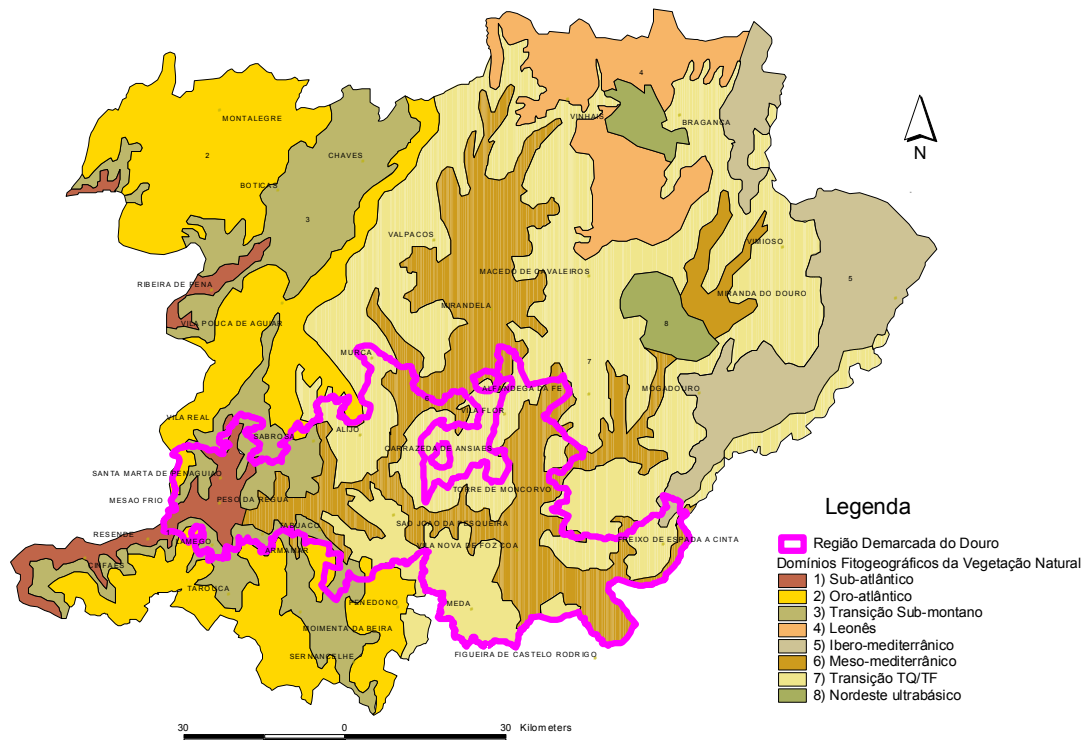 4
VINHAIS
BRAGANÇA
MONTALEGRE
N
2
CHAVES
BOTICAS
3
VALPACOS
VIMIOSO
MACEDO DE CAVALEIROS
5
RIBEIRA DE PENA
MIRANDA DO DOURO
MIRANDELA
VILA POUCA DE AGUIAR
8
MURÇA
7
ALFANDEGA DA FE
MOGADOURO
6
VILA FLOR
VILA REAL
SABROSA
ALIJO
CARRAZEDA DE ANSIAES
SANTA MARTA DE PENAGUIAO
TORRE DE MONCORVO
MESAO FRIO
PESO DA REGUA
RESENDE
TABUACO
SAO JOAO DA PESQUEIRA
LAMEGO
ARMAMAR
VILA NOVA DE FOZ COA
FREIXO DE ESPADA A CINTA
CINFAES
TAROUCA
PENEDONO
MEDA
MOIMENTA DA BEIRA
SERNANCELHE
FIGUEIRA DE CASTELO RODRIGO
Legenda
Região Demarcada do Douro
Domínios Fitogeográficos da Vegetação Natural
1) Sub-atlântico
2) Oro-atlântico
3) Transição Sub-montano
4) Leonês
5) Ibero-mediterrânico
6) Meso-mediterrânico
7) Transição TQ/TF
8) Nordeste ultrabásico
30 0 30 Kilometers